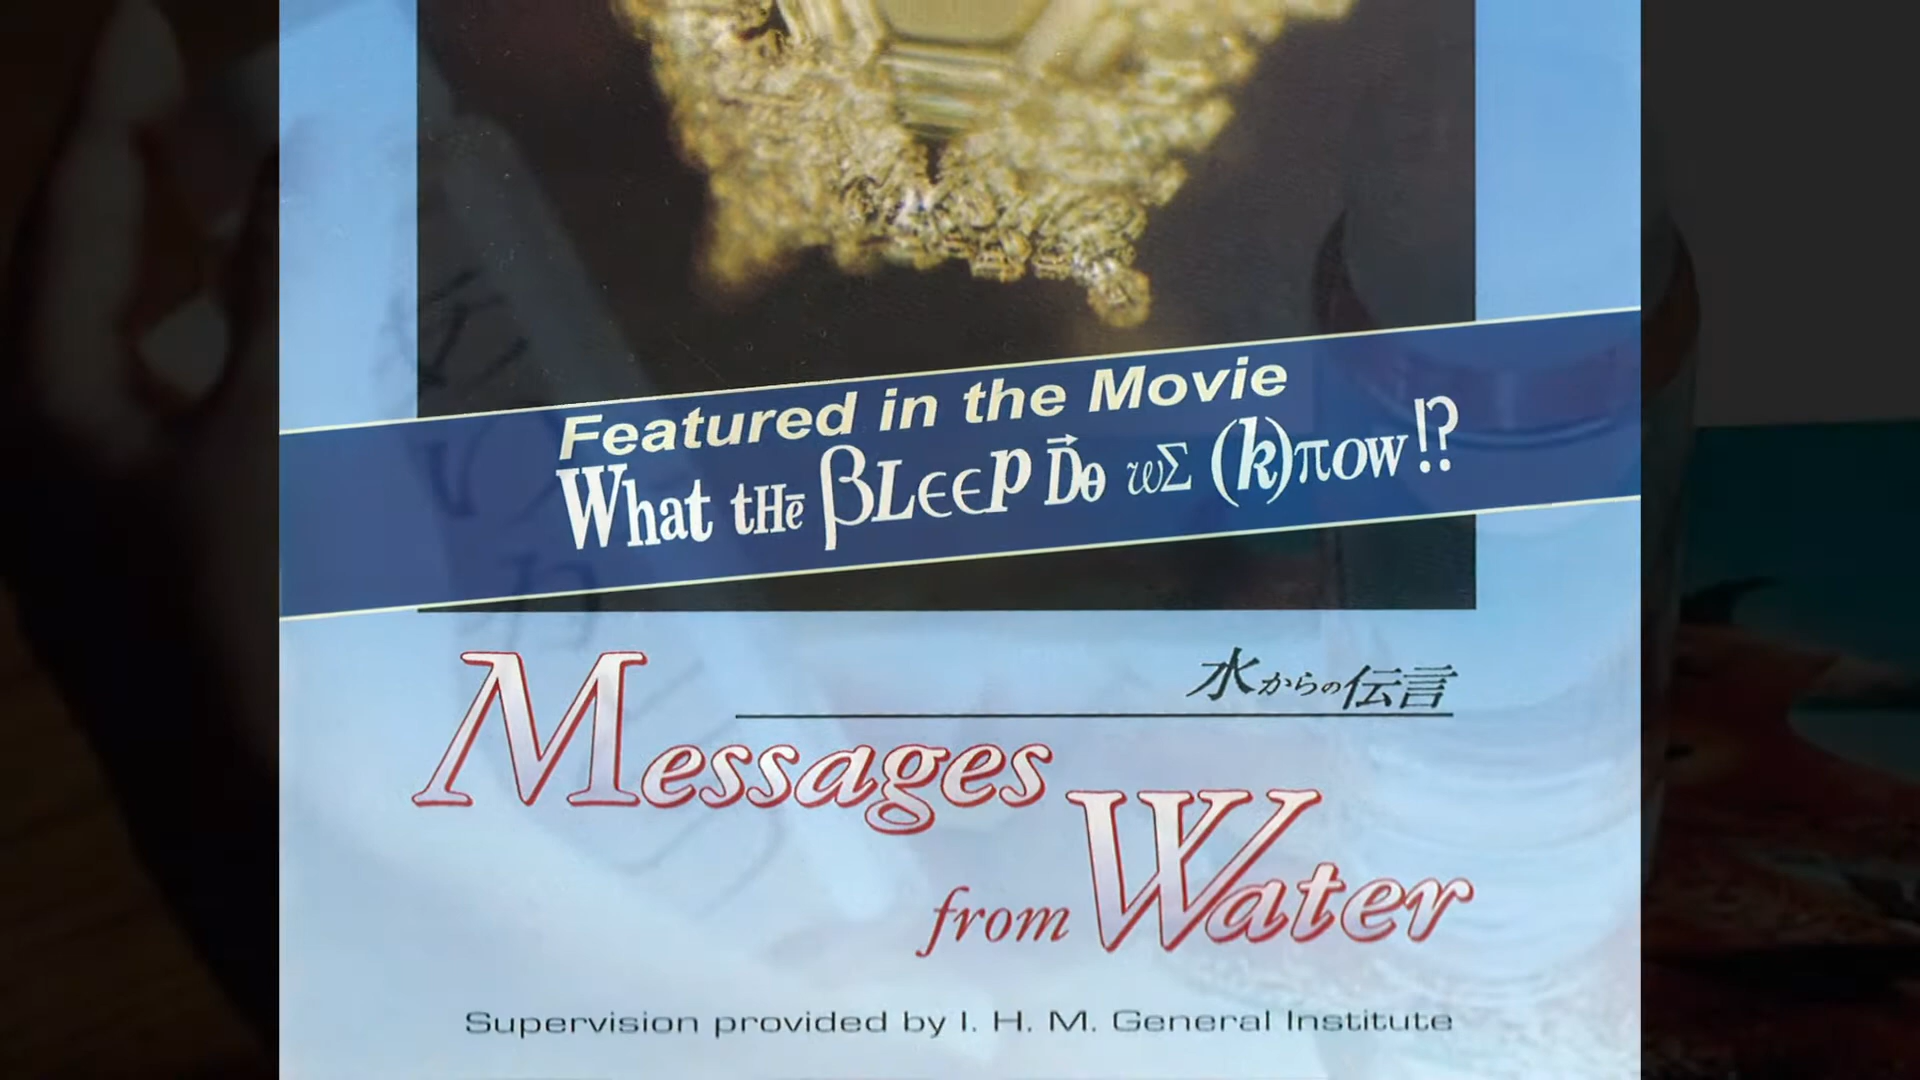 Featured in the Movie
What tHē βLεεp D⃗θ wΣ (k)πow!?
水からの伝言
Messages
from Water
Supervision provided by I. H. M. General Institute